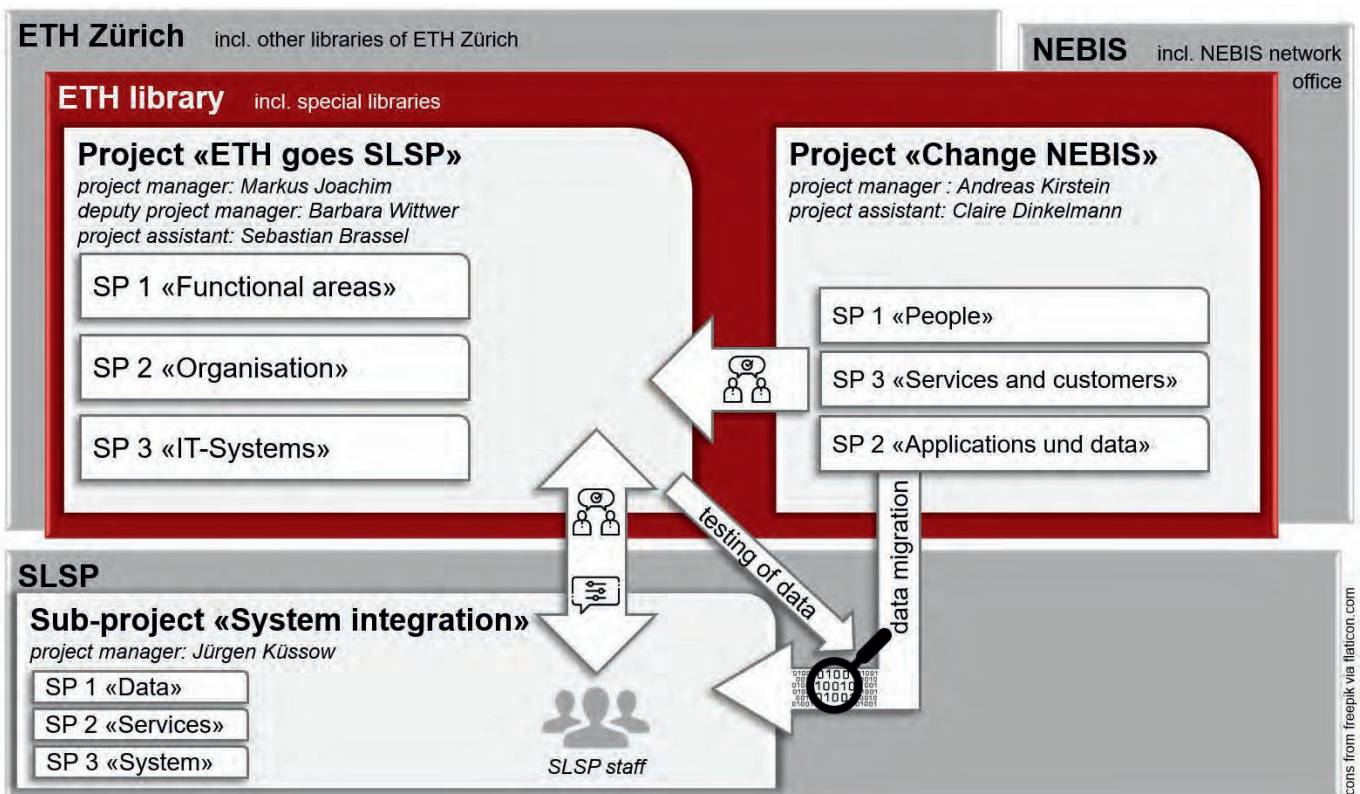 ETH Zürich incl. other libraries of ETH Zürich
NEBIS incl. NEBIS network
office
ETH library incl. special libraries
Project «ETH goes SLSP»
project manager: Markus Joachim
deputy project manager: Barbara Wittwer
project assistant: Sebastian Brassel
SP 1 «Functional areas»
SP 2 «Organisation»
SP 3 «IT-Systems»
Project «Change NEBIS»
project manager : Andreas Kirstein
project assistant: Claire Dinkelmann
SP 1 «People»
SP 3 «Services and customers»
SP 2 «Applications und data»
testing of data
data migration
SLSP
Sub-project «System integration»
project manager: Jürgen Küssow
SP 1 «Data»
SP 2 «Services»
SP 3 «System»
SLSP staff
cons from freepik via flaticon.com